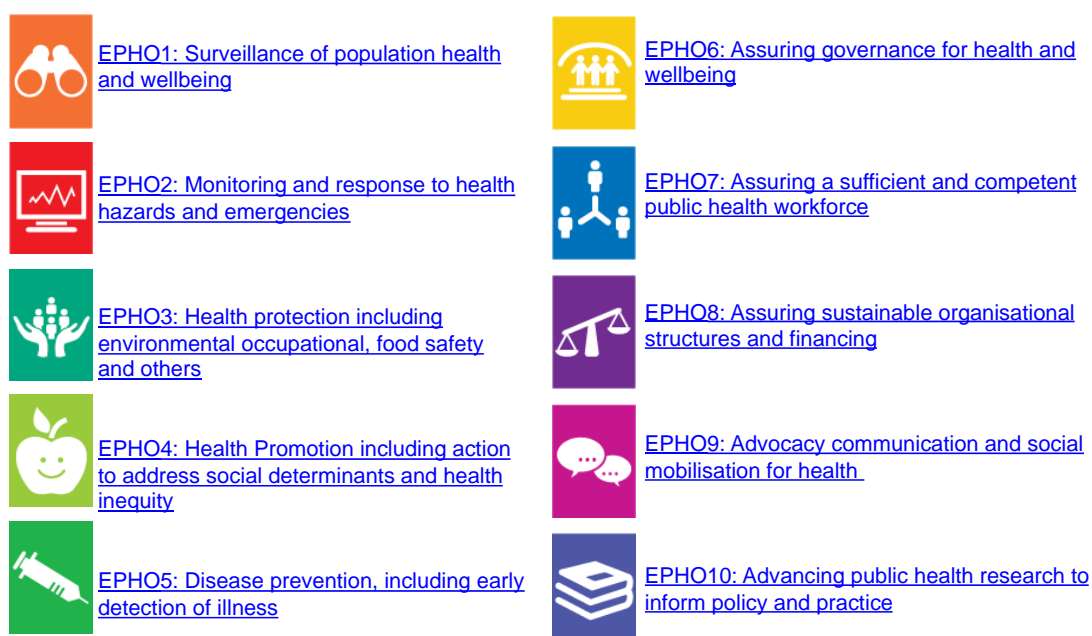 EPHO1: Surveillance of population health
and wellbeing
EPHO2: Monitoring and response to health
hazards and emergencies
EPHO3: Health protection including
environmental occupational, food safety
and others
EPHO4: Health Promotion including action
to address social determinants and health
inequity
EPHO5: Disease prevention, including early
detection of illness
EPHO6: Assuring governance for health and
wellbeing
EPHO7: Assuring a sufficient and competent
public health workforce
EPHO8: Assuring sustainable organisational
structures and financing
EPHO9: Advocacy communication and social
mobilisation for health
EPHO10: Advancing public health research to
inform policy and practice